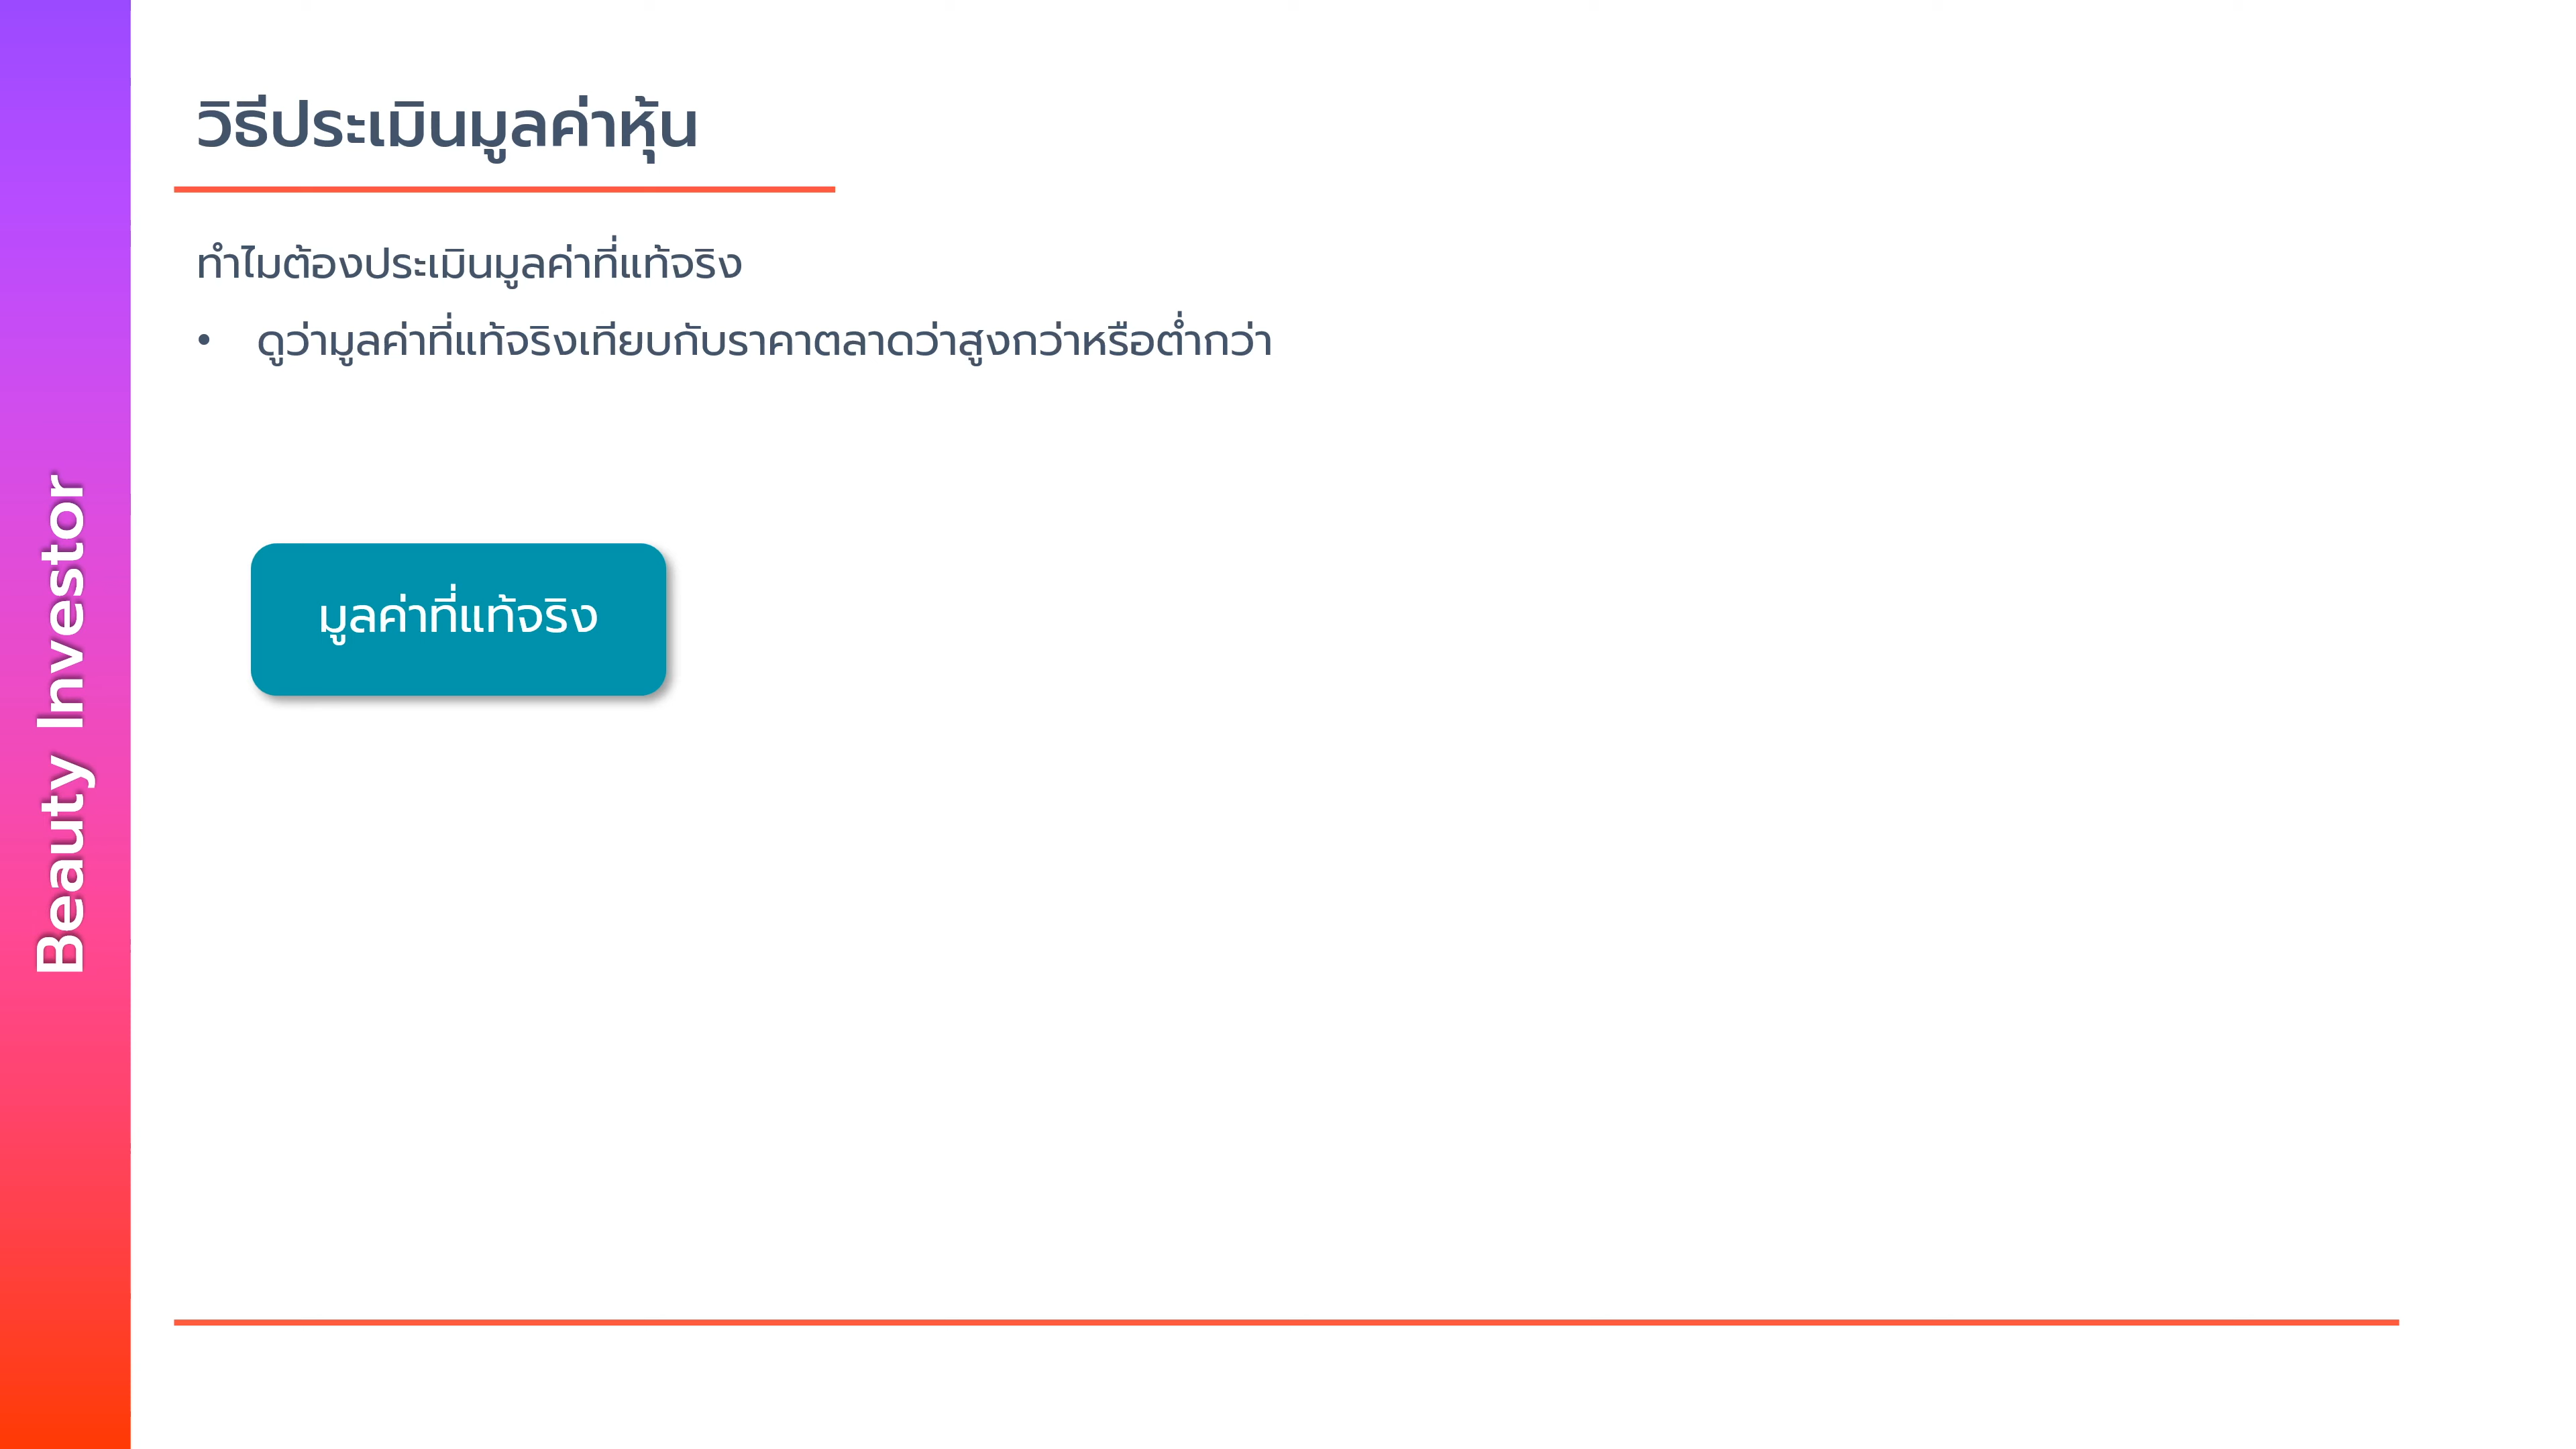 วิธีประเมินมูลค่าหุ้น
ทำไมต้องประเมินมูลค่าที่แท้จริง
• ดูว่ามูลค่าที่แท้จริงเทียบกับราคาตลาดว่าสูงกว่าหรือต่ำกว่า
มูลค่าที่แท้จริง
Beauty Investor